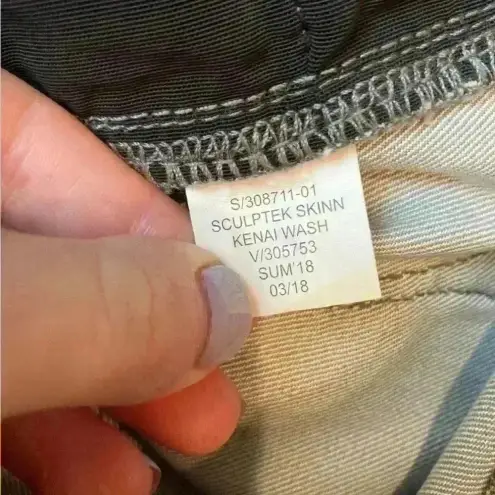 S/308711-01
SCULPTEK SKINN
KENAI WASH
V/305753
SUM'18
03/18